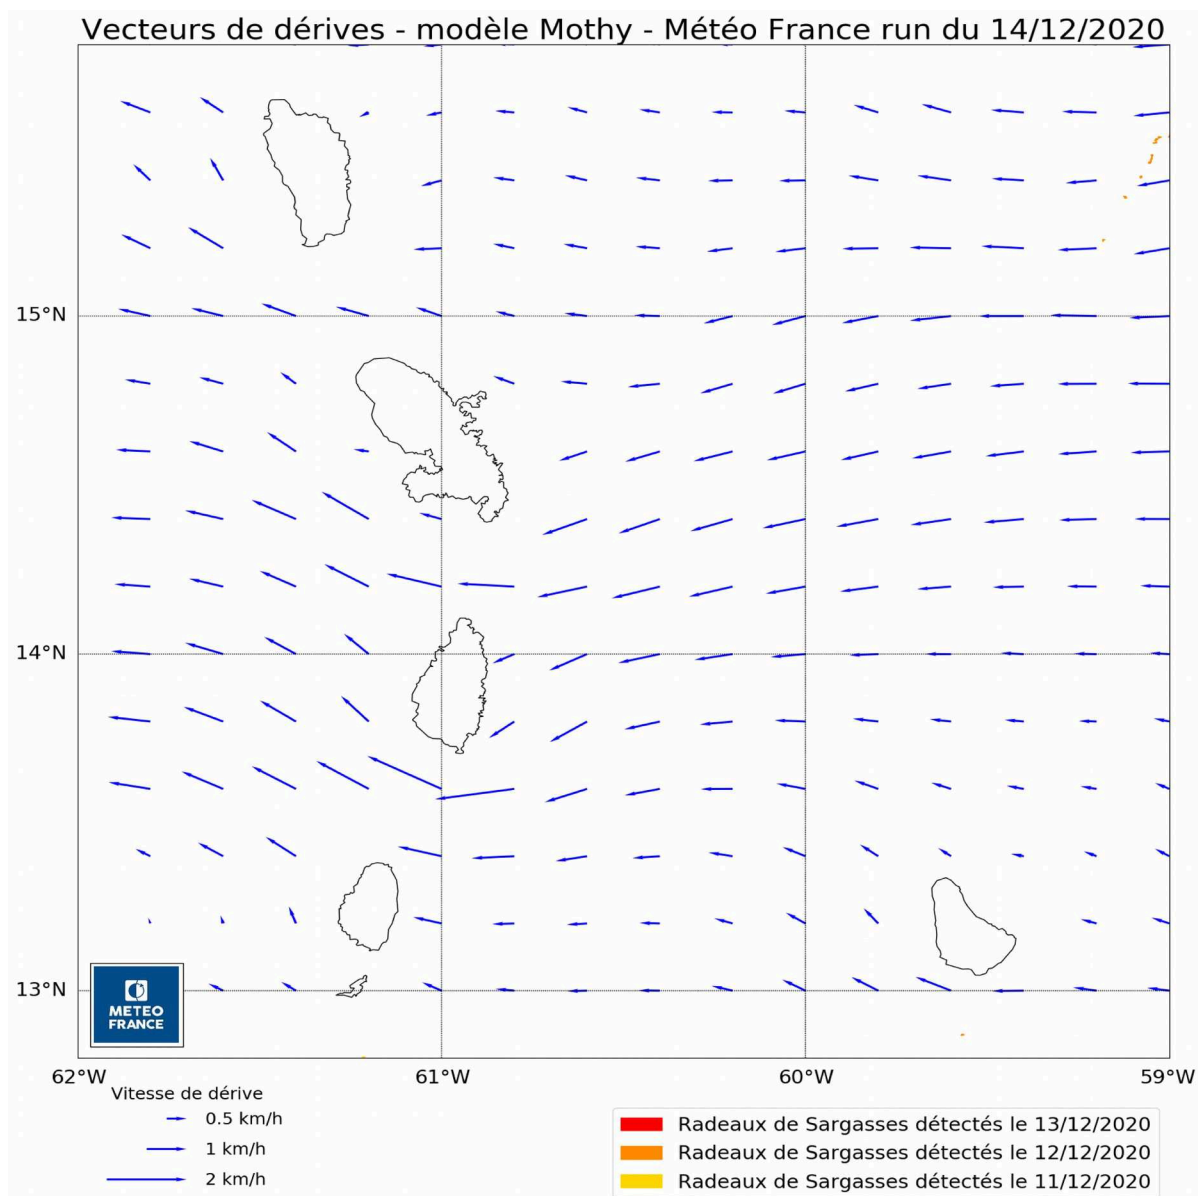 Vecteurs de dérives - modèle Mothy - Météo France run du 14/12/2020
15°N
14°N
13°N
METEO
FRANCE
62°W
61°W
60°W
59°W
Vitesse de dérive
0.5 km/h
1 km/h
2 km/h
Radeaux de Sargasses détectés le 13/12/2020
Radeaux de Sargasses détectés le 12/12/2020
Radeaux de Sargasses détectés le 11/12/2020